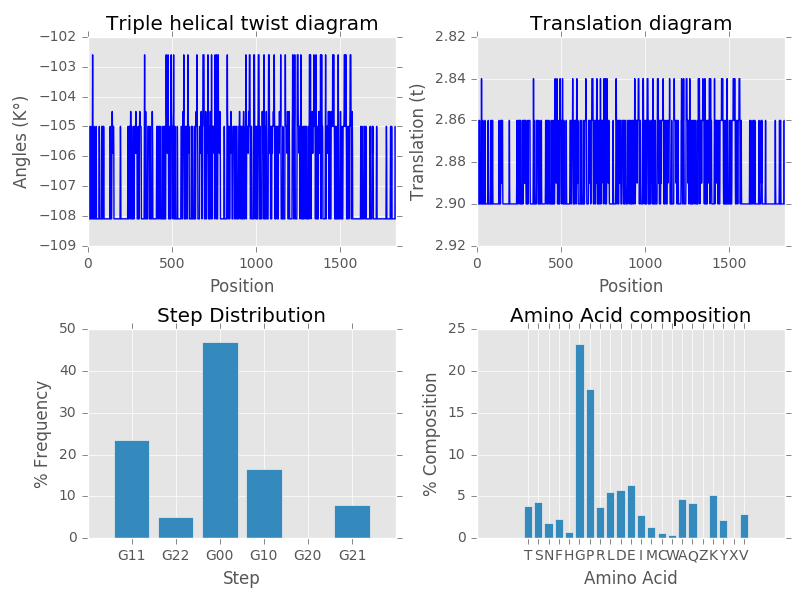 Triple helical twist diagram
Angles (K°)
−102
−103
−104
−105
−106
−107
−108
−109
0 500 1000 1500
Position
Translation diagram
Translation (t)
2.82
2.84
2.86
2.88
2.90
2.92
0 500 1000 1500
Position
Step Distribution
% Frequency
50
40
30
20
10
0
G11 G22 G00 G10 G20 G21
Step
Amino Acid composition
% Composition
25
20
15
10
5
0
T S N F H G P R L D E I M C W A Q Z K Y X V
Amino Acid